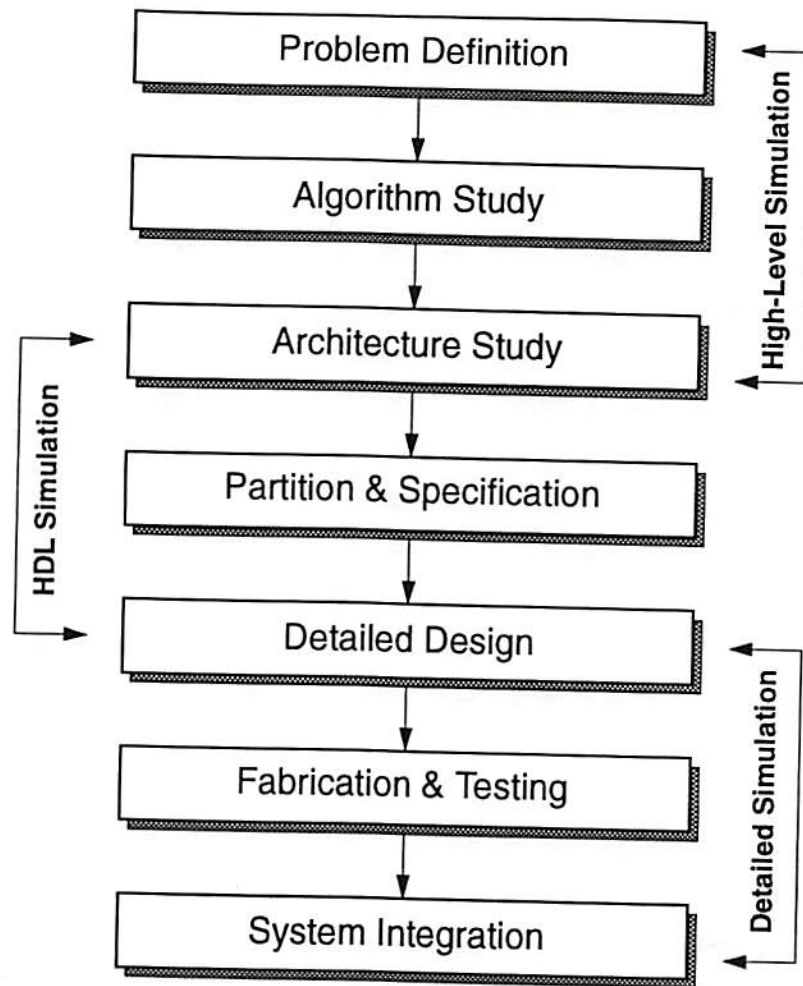 Problem Definition
Algorithm Study
Architecture Study
Partition & Specification
Detailed Design
Fabrication & Testing
System Integration
High-Level Simulation
HDL Simulation
Detailed Simulation